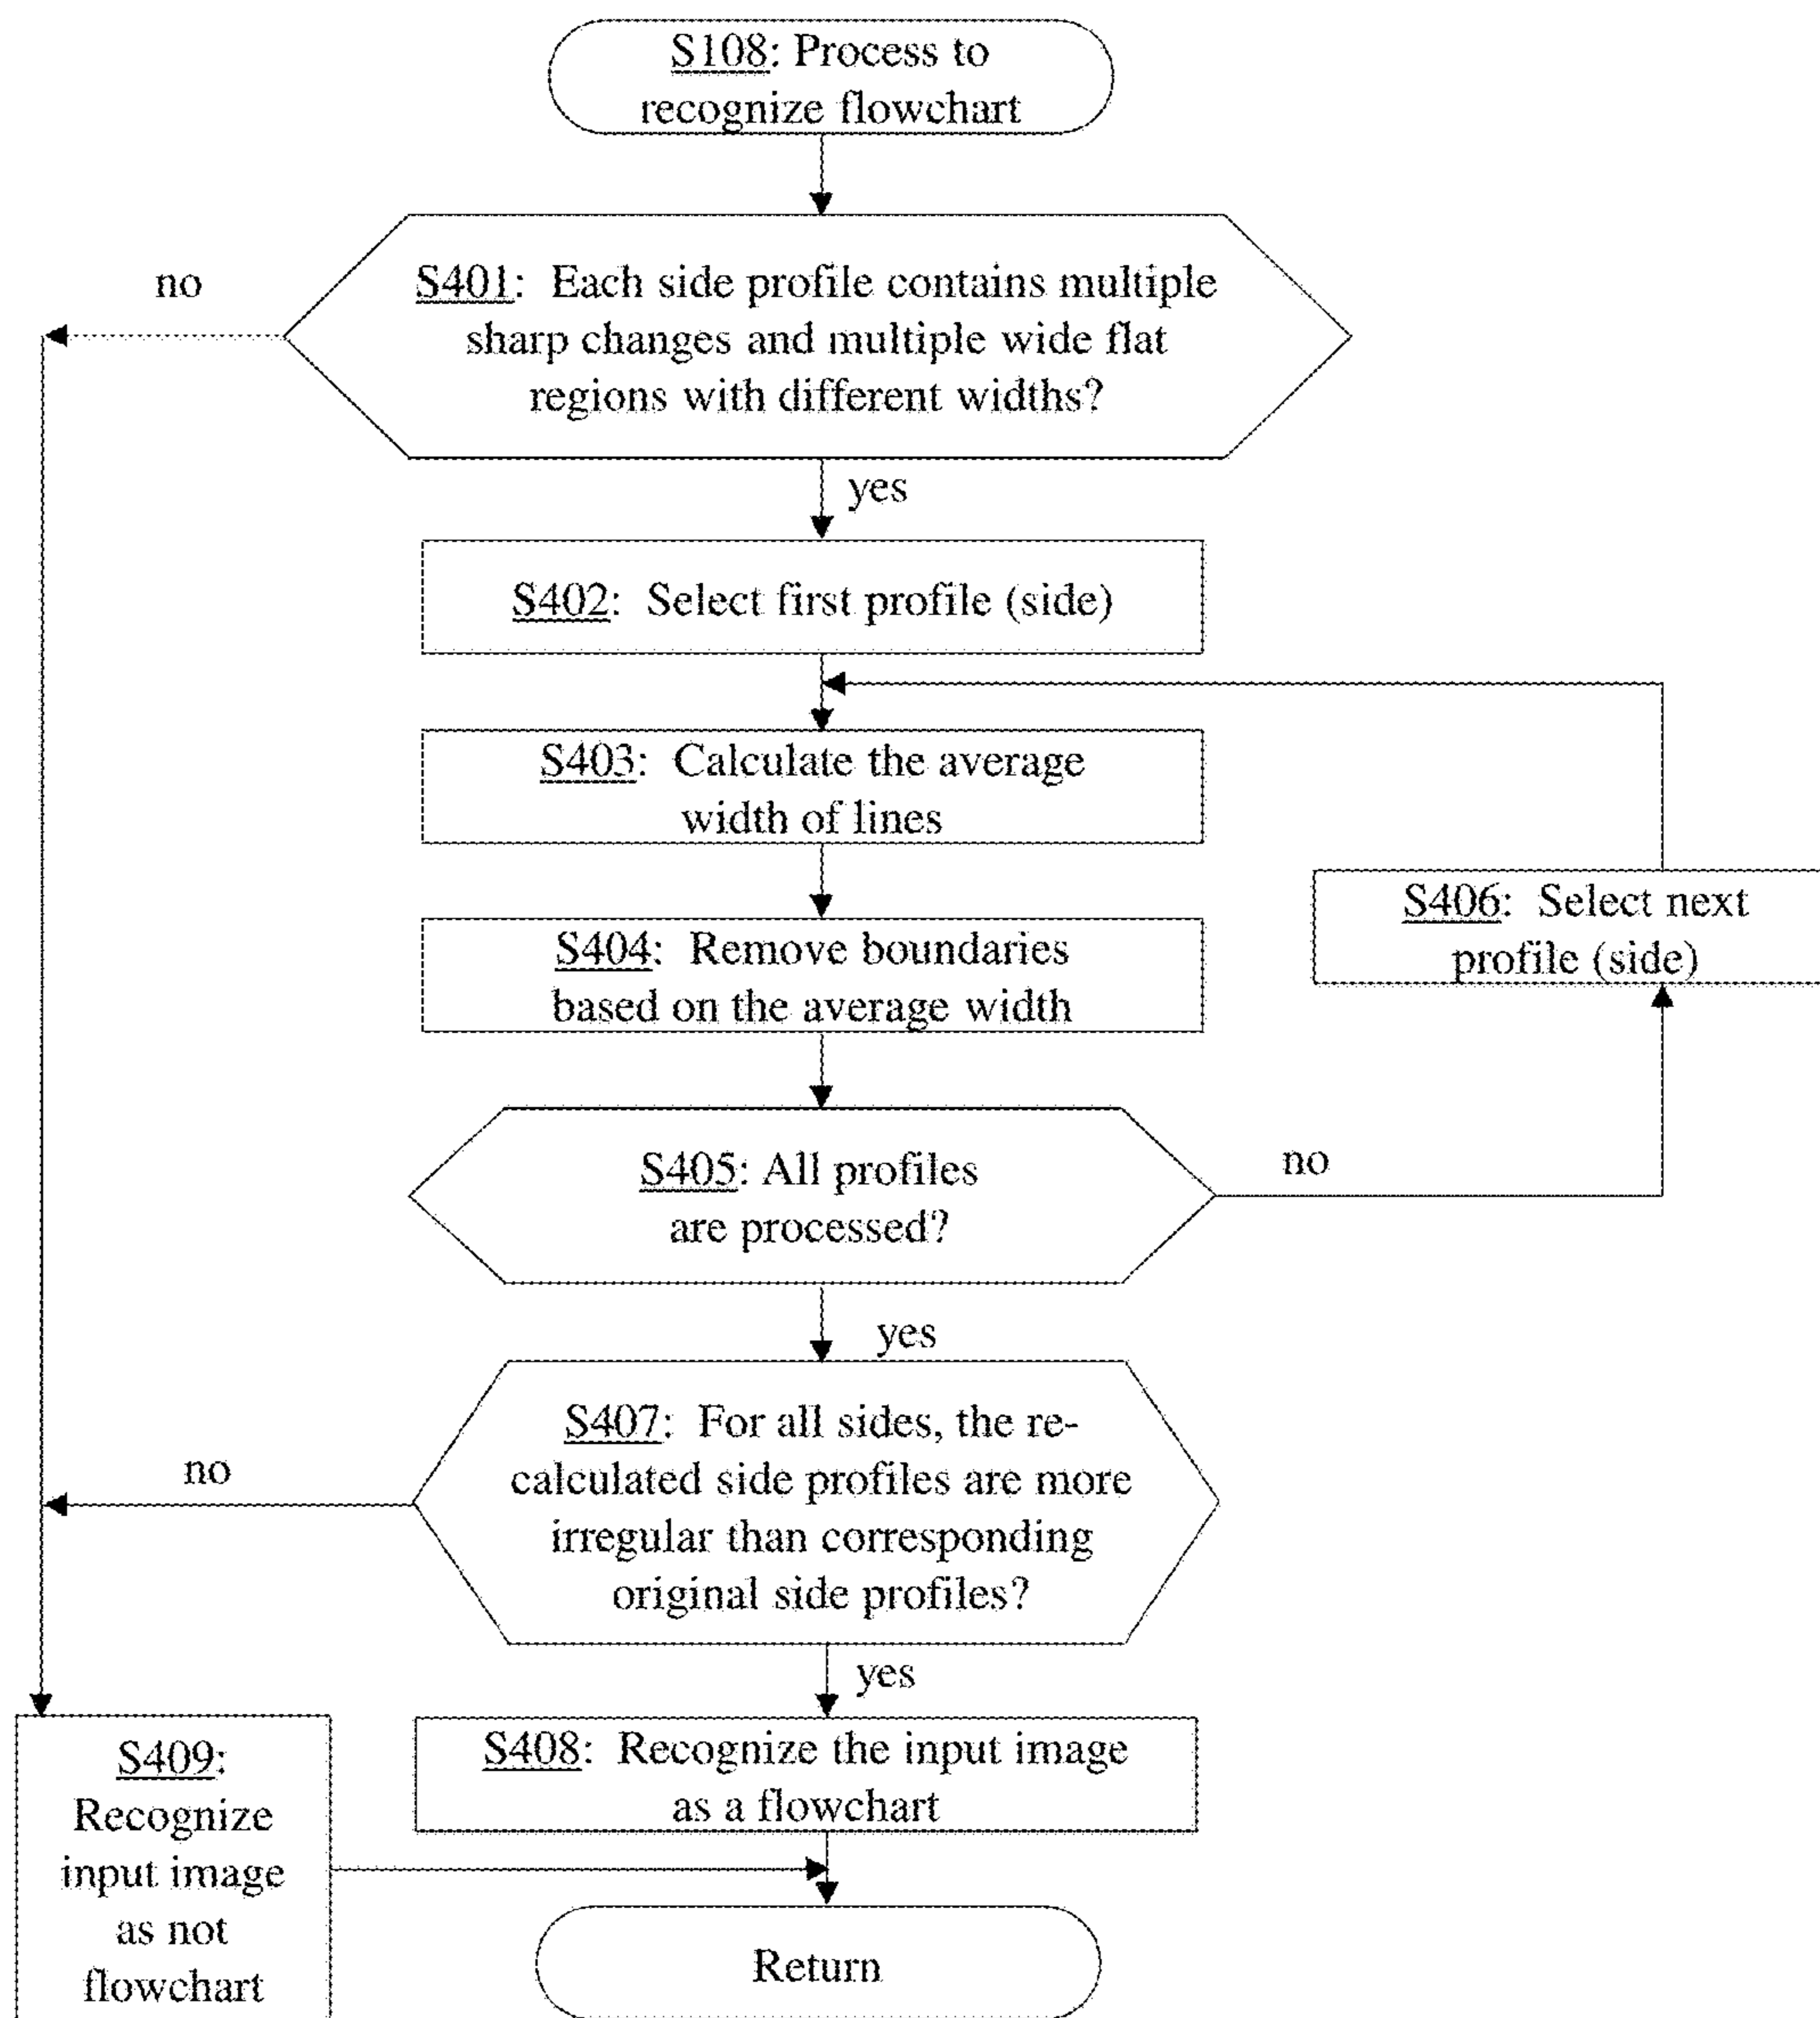 S108: Process to
recognize flowchart
no
S401: Each side profile contains multiple
sharp changes and multiple wide flat
regions with different widths?
yes
S402: Select first profile (side)
S403: Calculate the average
width of lines
S406: Select next
profile (side)
S404: Remove boundaries
based on the average width
S405: All profiles
are processed?
no
yes
S407: For all sides, the re-
calculated side profiles are more
irregular than corresponding
original side profiles?
no
yes
S408: Recognize the input image
as a flowchart
S409:
Recognize
input image
as not
flowchart
Return